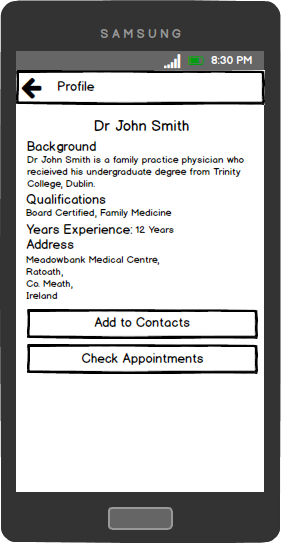 SAMSUNG
8:30 PM
Profile
Dr John Smith
Background
Dr John Smith is a family practice physician who
recieived his undergraduate degree from Trinity
College, Dublin.
Qualifications
Board Certified, Family Medicine
Years Experience: 12 Years
Address
Meadowbank Medical Centre,
Ratoath,
Co. Meath,
Ireland
Add to Contacts
Check Appointments